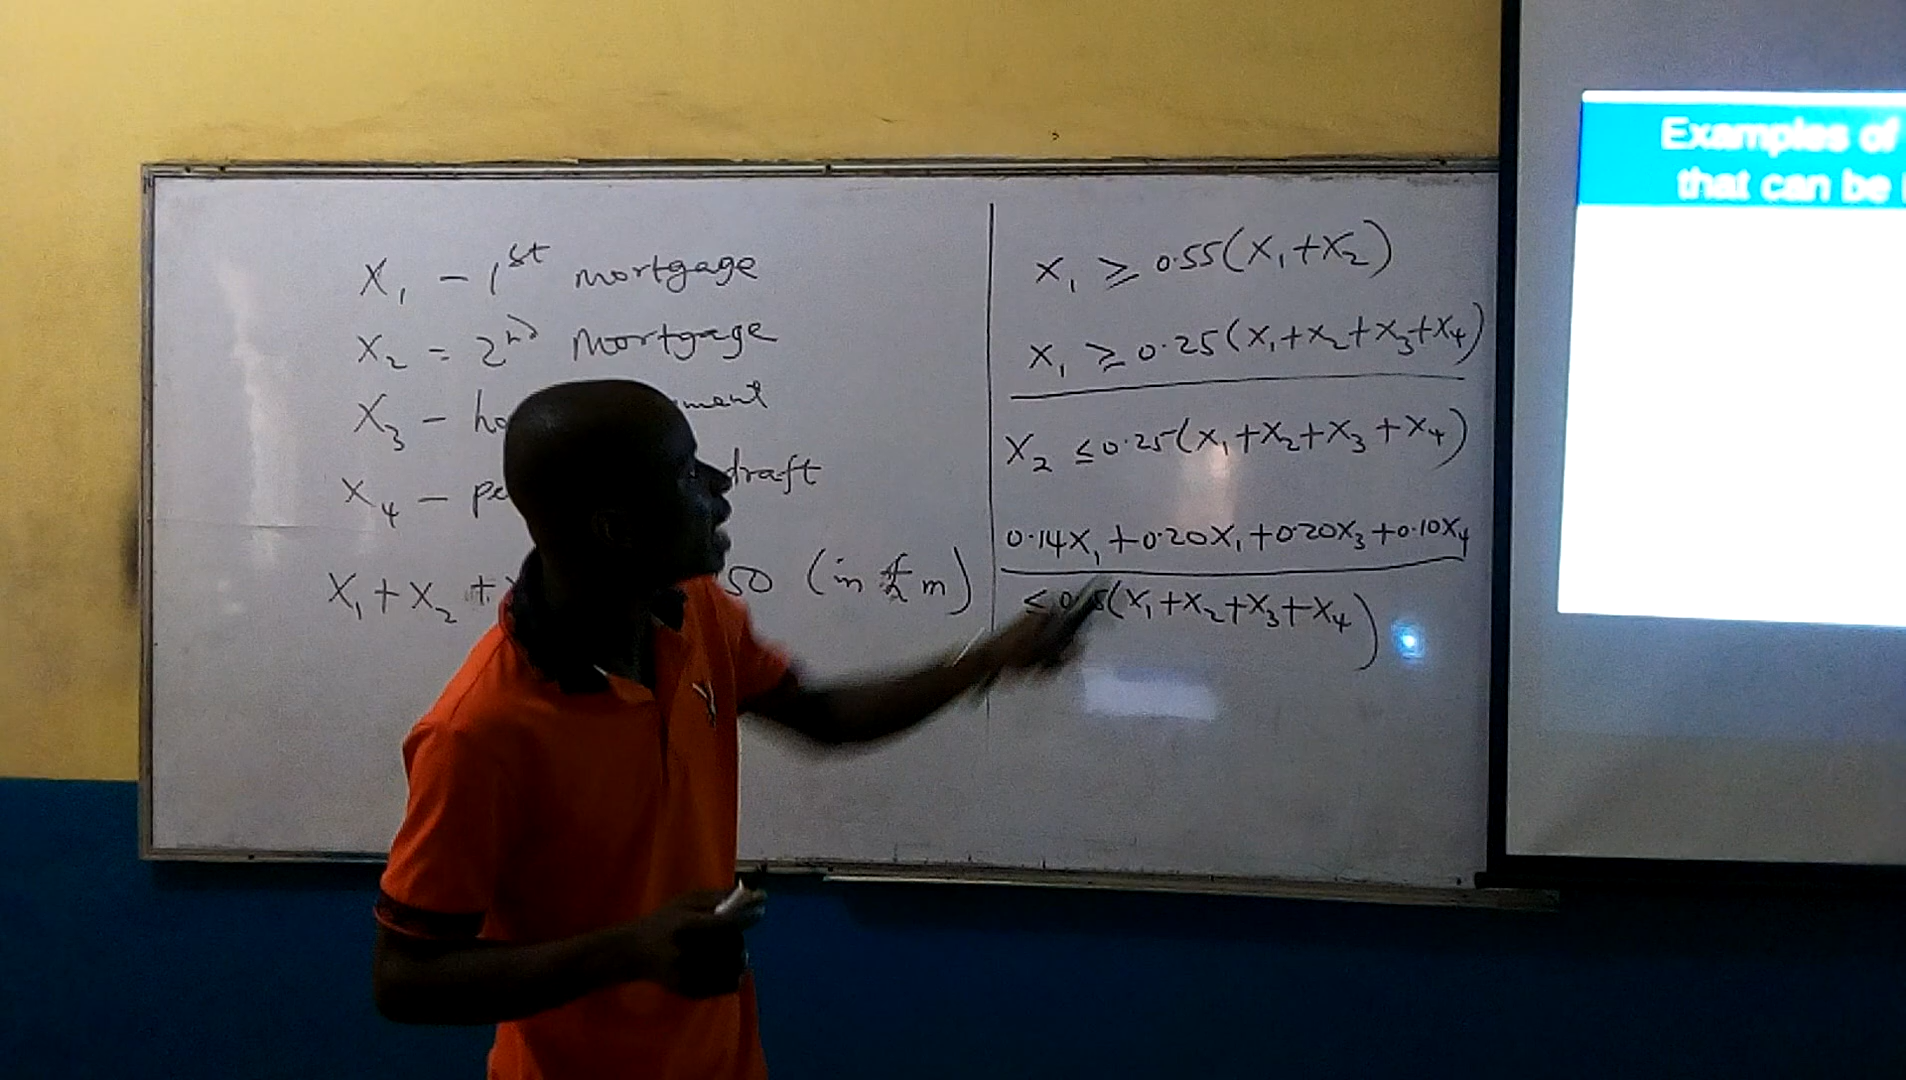 X₁ - 1st mortgage
X₂ = 2nd mortgage
X₃ -
X₄ - draft
X₁ + X₂ + 50 (in £m)
X₁ ≥ 0.55(X₁+X₂)
X₁ ≥ 0.25(X₁+X₂+X₃+X₄)
X₂ ≤ 0.25(X₁+X₂+X₃+X₄)
0.14X₁ + 0.20X₁ + 0.20X₃ + 0.10X₄
≤ (X₁+X₂+X₃+X₄)
Examples of
that can be